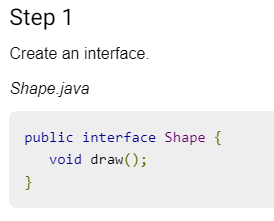 Step 1
Create an interface.
Shape.java
public interface Shape {
   void draw();
}